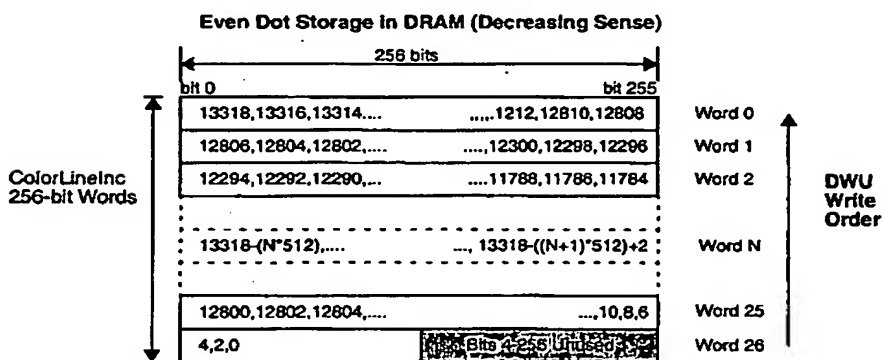 Even Dot Storage in DRAM (Decreasing Sense)
256 bits
bit 0 bit 255
13318,13316,13314.... .....1212,12810,12808 Word 0
12806,12804,12802,.... ....,12300,12298,12296 Word 1
ColorLineInc
256-bit Words
12294,12292,12290,... ....11788,11786,11784 Word 2
DWU
Write
Order
13318-(N*512),.... ..., 13318-((N+1)*512)+2 Word N
12800,12802,12804,.... ...,10,8,6 Word 25
4,2,0 Bits 4-256 Unused Word 26